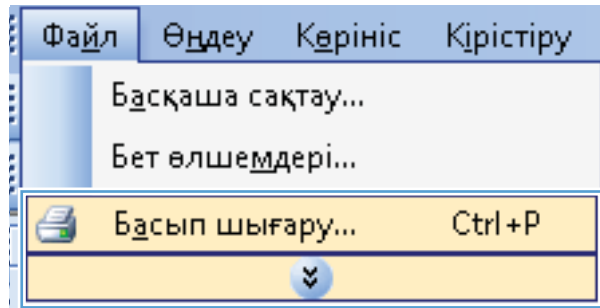 Файл Өңдеу Көрініс Кірістіру
Басқаша сақтау...
Бет өлшемдері...
Басып шығару... Ctrl+P